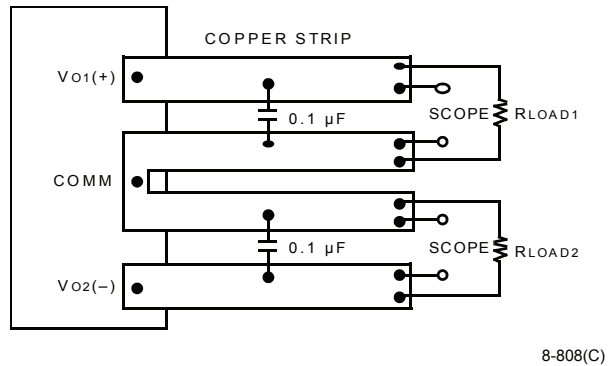 COPPER STRIP
VO1(+)
SCOPE
RLOAD1
0.1 µF
COMM
0.1 µF
SCOPE
RLOAD2
VO2(–)
8-808(C)